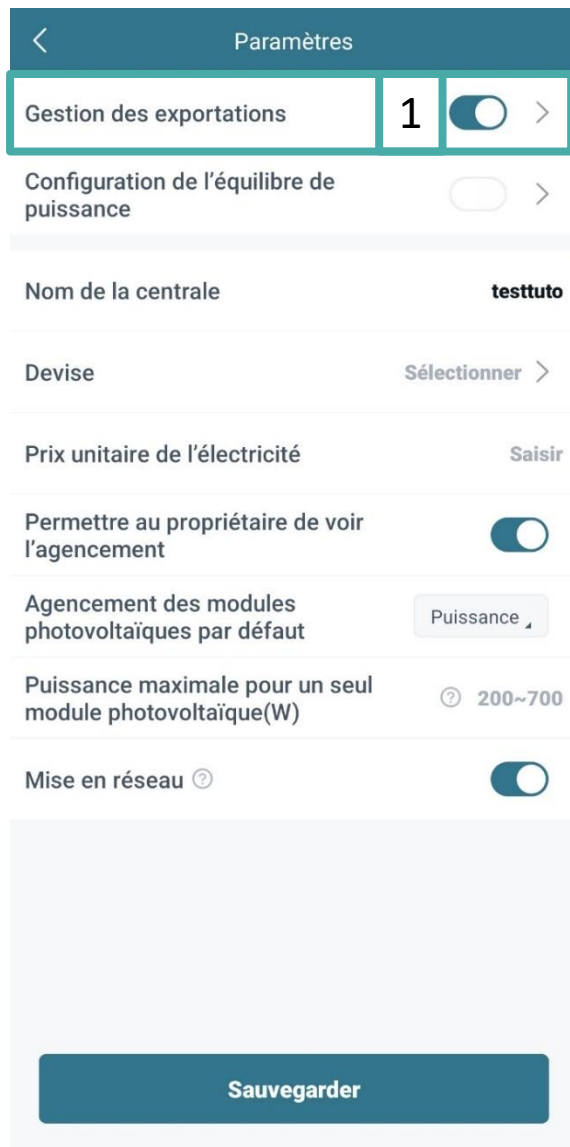 Paramètres
Gestion des exportations 1
Configuration de l'équilibre de
puissance
Nom de la centrale testtuto
Devise Sélectionner
Prix unitaire de l'électricité Saisir
Permettre au propriétaire de voir
l'agencement
Agencement des modules
photovoltaïques par défaut
Puissance
Puissance maximale pour un seul
module photovoltaïque(W)
? 200~700
Mise en réseau ?
Sauvegarder